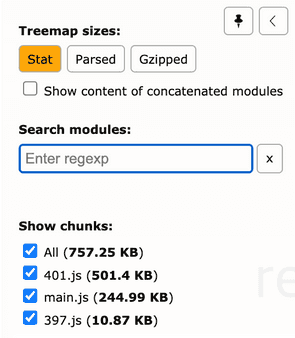 Treemap sizes:
Stat Parsed Gzipped
Show content of concatenated modules
Search modules:
Enter regexp x
Show chunks:
All (757.25 KB)
401.js (501.4 KB)
main.js (244.99 KB)
397.js (10.87 KB)
re